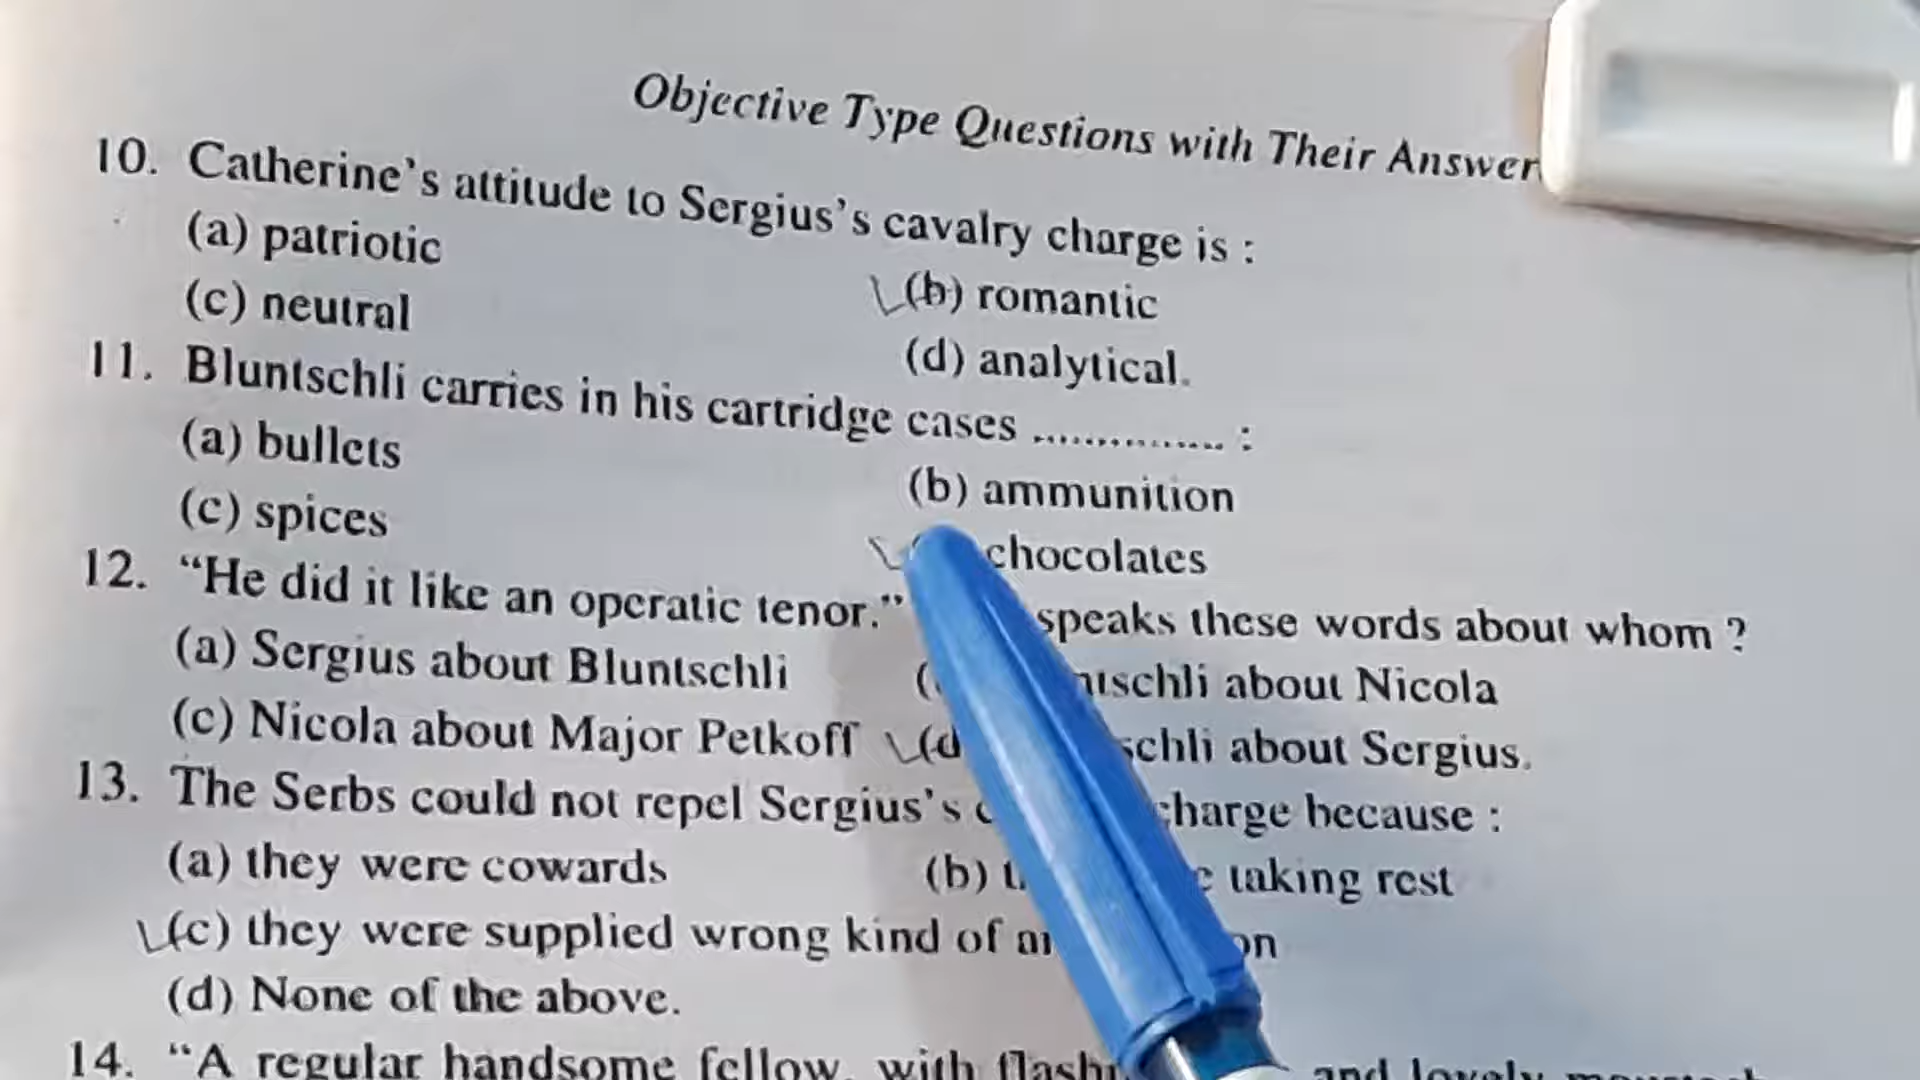 Objective Type Questions with Their Answer
10. Catherine's attitude to Sergius's cavalry charge is :
(a) patriotic
(b) romantic
(c) neutral
(d) analytical.
11. Bluntschli carries in his cartridge cases ............... :
(a) bullets
(b) ammunition
(c) spices
chocolates
12. “He did it like an operatic tenor.” speaks these words about whom ?
(a) Sergius about Bluntschli
about Nicola
(c) Nicola about Major Petkoff
(d about Sergius.
13. The Serbs could not repel Sergius's charge because :
(a) they were cowards
(b) taking rest
(c) they were supplied wrong kind of
(d) None of the above.
14. “A regular handsome fellow, with and lovely